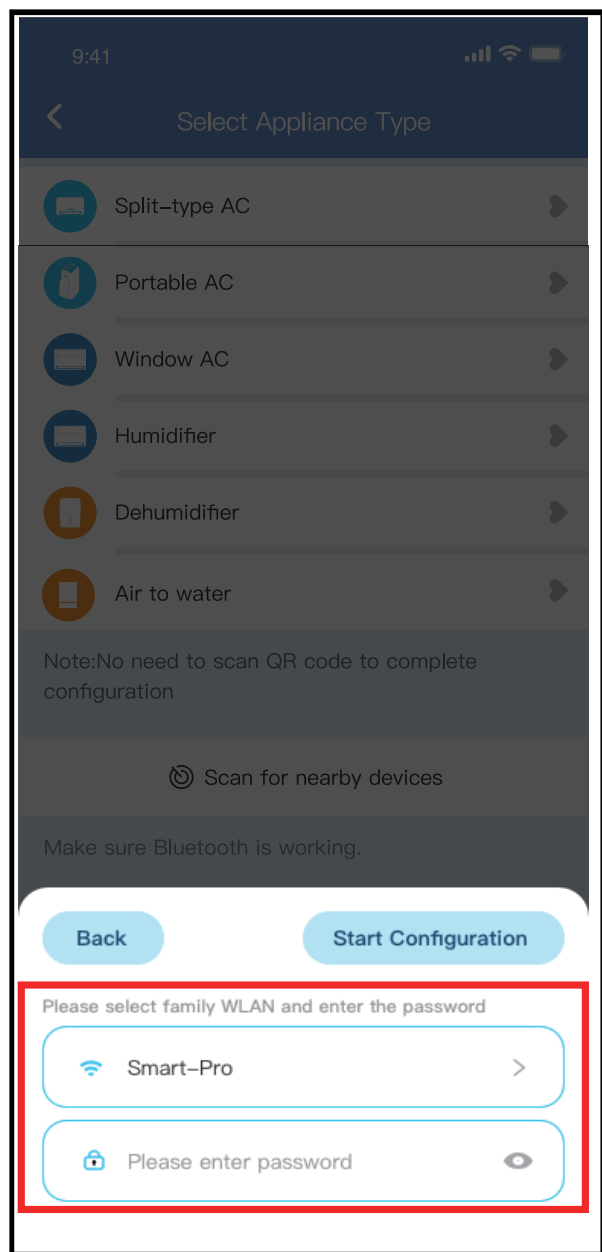 9:41
Select Appliance Type
Split-type AC
Portable AC
Window AC
Humidifier
Dehumidifier
Air to water
Note:No need to scan QR code to complete
configuration
Scan for nearby devices
Make sure Bluetooth is working.
Back
Start Configuration
Please select family WLAN and enter the password
Smart-Pro
Please enter password